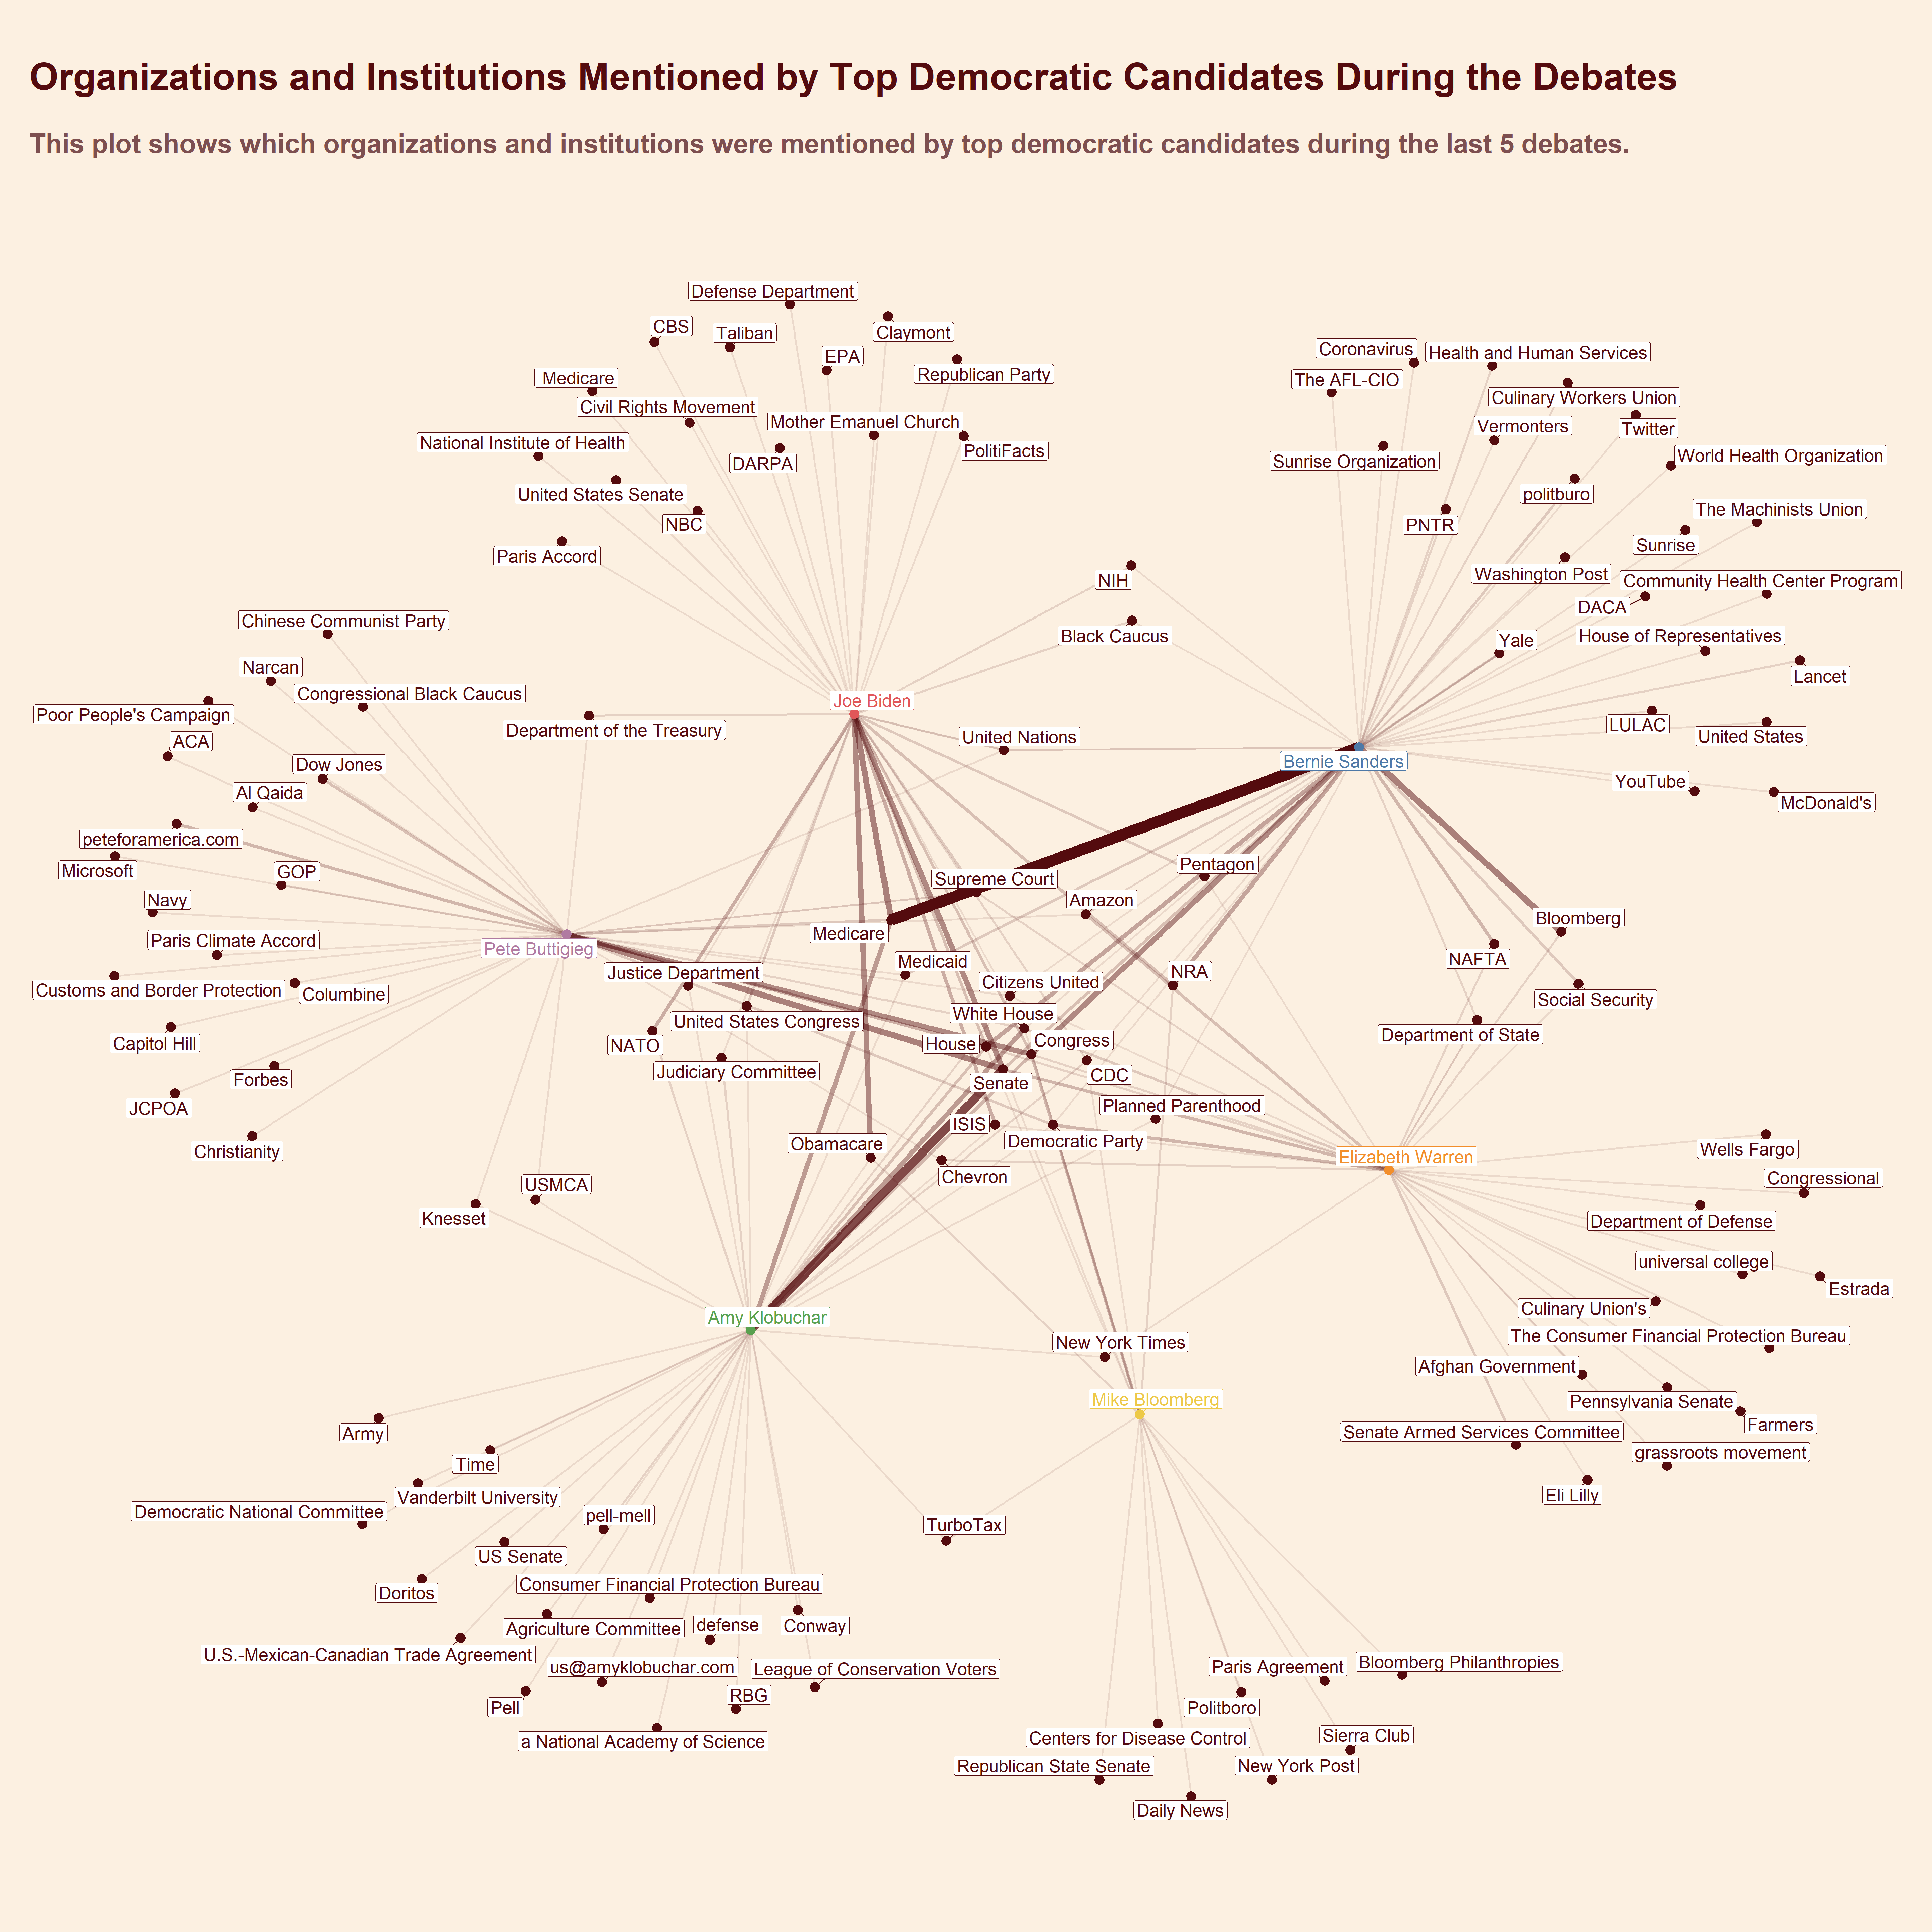 Organizations and Institutions Mentioned by Top Democratic Candidates During the Debates
This plot shows which organizations and institutions were mentioned by top democratic candidates during the last 5 debates.
Defense Department
CBS
Taliban
Claymont
EPA
Republican Party
Medicare
Civil Rights Movement
Mother Emanuel Church
National Institute of Health
DARPA
PolitiFacts
United States Senate
NBC
Paris Accord
Coronavirus
Health and Human Services
The AFL-CIO
Culinary Workers Union
Vermonters
Twitter
Sunrise Organization
World Health Organization
politburo
The Machinists Union
PNTR
Sunrise
Washington Post
Community Health Center Program
DACA
House of Representatives
Yale
Lancet
LULAC
United States
YouTube
McDonald's
NIH
Black Caucus
Chinese Communist Party
Narcan
Congressional Black Caucus
Poor People's Campaign
ACA
Dow Jones
Al Qaida
peteforamerica.com
Microsoft
GOP
Navy
Paris Climate Accord
Customs and Border Protection
Columbine
Capitol Hill
Forbes
JCPOA
Christianity
Joe Biden
Department of the Treasury
United Nations
Bernie Sanders
Supreme Court
Pentagon
Amazon
Medicare
Pete Buttigieg
Bloomberg
NAFTA
Social Security
Department of State
Justice Department
Medicaid
Citizens United
NRA
United States Congress
White House
NATO
House
Congress
Judiciary Committee
CDC
Senate
Planned Parenthood
ISIS
Democratic Party
Obamacare
Chevron
Elizabeth Warren
Wells Fargo
Congressional
Department of Defense
universal college
Estrada
Culinary Union's
The Consumer Financial Protection Bureau
Afghan Government
Pennsylvania Senate
Farmers
Senate Armed Services Committee
grassroots movement
Eli Lilly
USMCA
Knesset
Amy Klobuchar
New York Times
Mike Bloomberg
Army
Time
Vanderbilt University
Democratic National Committee
pell-mell
TurboTax
US Senate
Doritos
Consumer Financial Protection Bureau
Agriculture Committee
defense
Conway
U.S.-Mexican-Canadian Trade Agreement
us@amyklobuchar.com
League of Conservation Voters
Pell
RBG
a National Academy of Science
Paris Agreement
Bloomberg Philanthropies
Politboro
Centers for Disease Control
Sierra Club
Republican State Senate
New York Post
Daily News